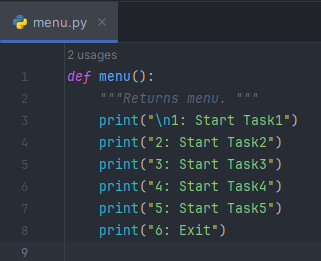 menu.py
2 usages
1 def menu():
2 """Returns menu. """
3 print("\n1: Start Task1")
4 print("2: Start Task2")
5 print("3: Start Task3")
6 print("4: Start Task4")
7 print("5: Start Task5")
8 print("6: Exit")
9